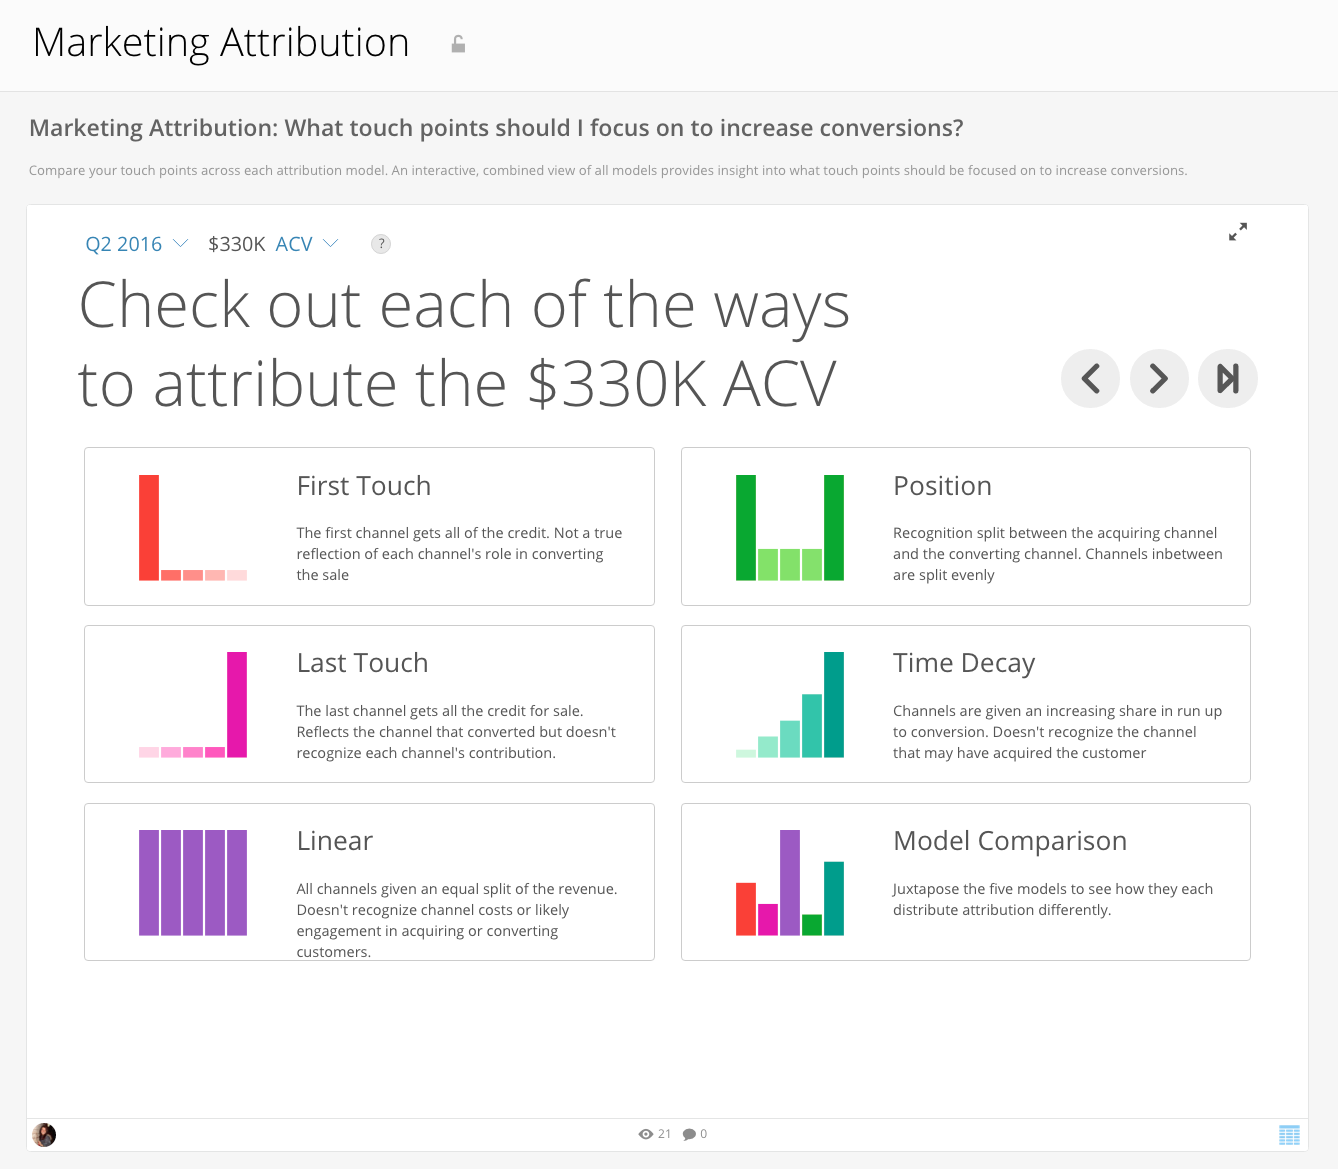 Marketing Attribution
Marketing Attribution: What touch points should I focus on to increase conversions?
Compare your touch points across each attribution model. An interactive, combined view of all models provides insight into what touch points should be focused on to increase conversions.
Q2 2016 $330K ACV ?
Check out each of the ways
to attribute the $330K ACV
First Touch
The first channel gets all of the credit. Not a true
reflection of each channel's role in converting
the sale
Position
Recognition split between the acquiring channel
and the converting channel. Channels inbetween
are split evenly
Last Touch
The last channel gets all the credit for sale.
Reflects the channel that converted but doesn't
recognize each channel's contribution.
Time Decay
Channels are given an increasing share in run up
to conversion. Doesn't recognize the channel
that may have acquired the customer
Linear
All channels given an equal split of the revenue.
Doesn't recognize channel costs or likely
engagement in acquiring or converting
customers.
Model Comparison
Juxtapose the five models to see how they each
distribute attribution differently.
21 0